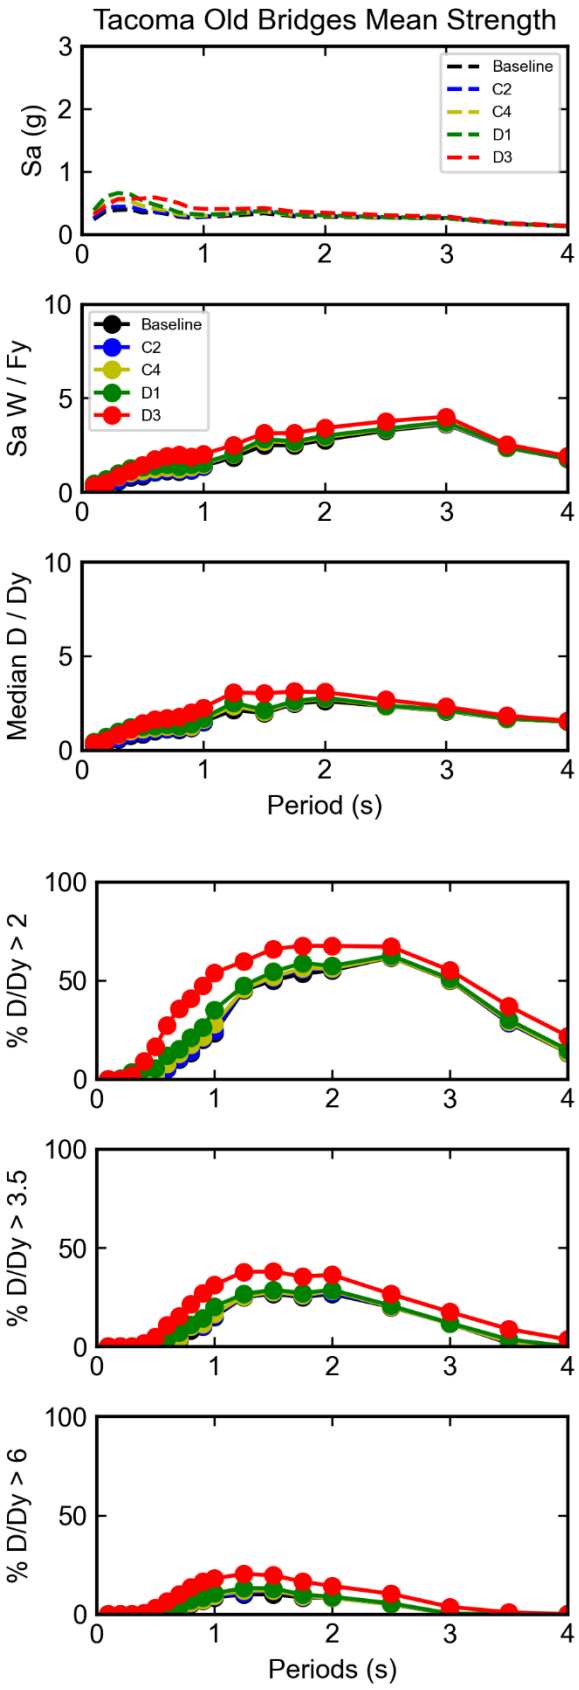 Tacoma Old Bridges Mean Strength
3
2
1
0
Sa (g)
Baseline
C2
C4
D1
D3
0 1 2 3 4
10
5
0
Sa W / Fy
Baseline
C2
C4
D1
D3
0 1 2 3 4
10
5
0
Median D / Dy
0 1 2 3 4
Period (s)
100
50
0
% D/Dy > 2
0 1 2 3 4
100
50
0
% D/Dy > 3.5
0 1 2 3 4
100
50
0
% D/Dy > 6
0 1 2 3 4
Periods (s)